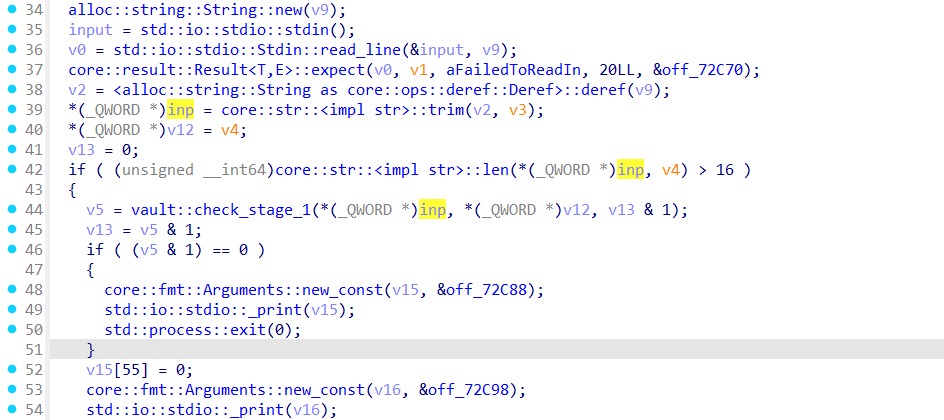 34 alloc::string::String::new(v9);
35 input = std::io::stdio::stdin();
36 v0 = std::io::stdio::Stdin::read_line(&input, v9);
37 core::result::Result<T,E>::expect(v0, v1, aFailedToReadIn, 20LL, &off_72C70);
38 v2 = <alloc::string::String as core::ops::deref::Deref>::deref(v9);
39 *(_QWORD *)inp = core::str::<impl str>::trim(v2, v3);
40 *(_QWORD *)v12 = v4;
41 v13 = 0;
42 if ( (unsigned __int64)core::str::<impl str>::len(*(_QWORD *)inp, v4) > 16 )
43 {
44 v5 = vault::check_stage_1(*(_QWORD *)inp, *(_QWORD *)v12, v13 & 1);
45 v13 = v5 & 1;
46 if ( (v5 & 1) == 0 )
47 {
48 core::fmt::Arguments::new_const(v15, &off_72C88);
49 std::io::stdio::_print(v15);
50 std::process::exit(0);
51 }
52 v15[55] = 0;
53 core::fmt::Arguments::new_const(v16, &off_72C98);
54 std::io::stdio::_print(v16);